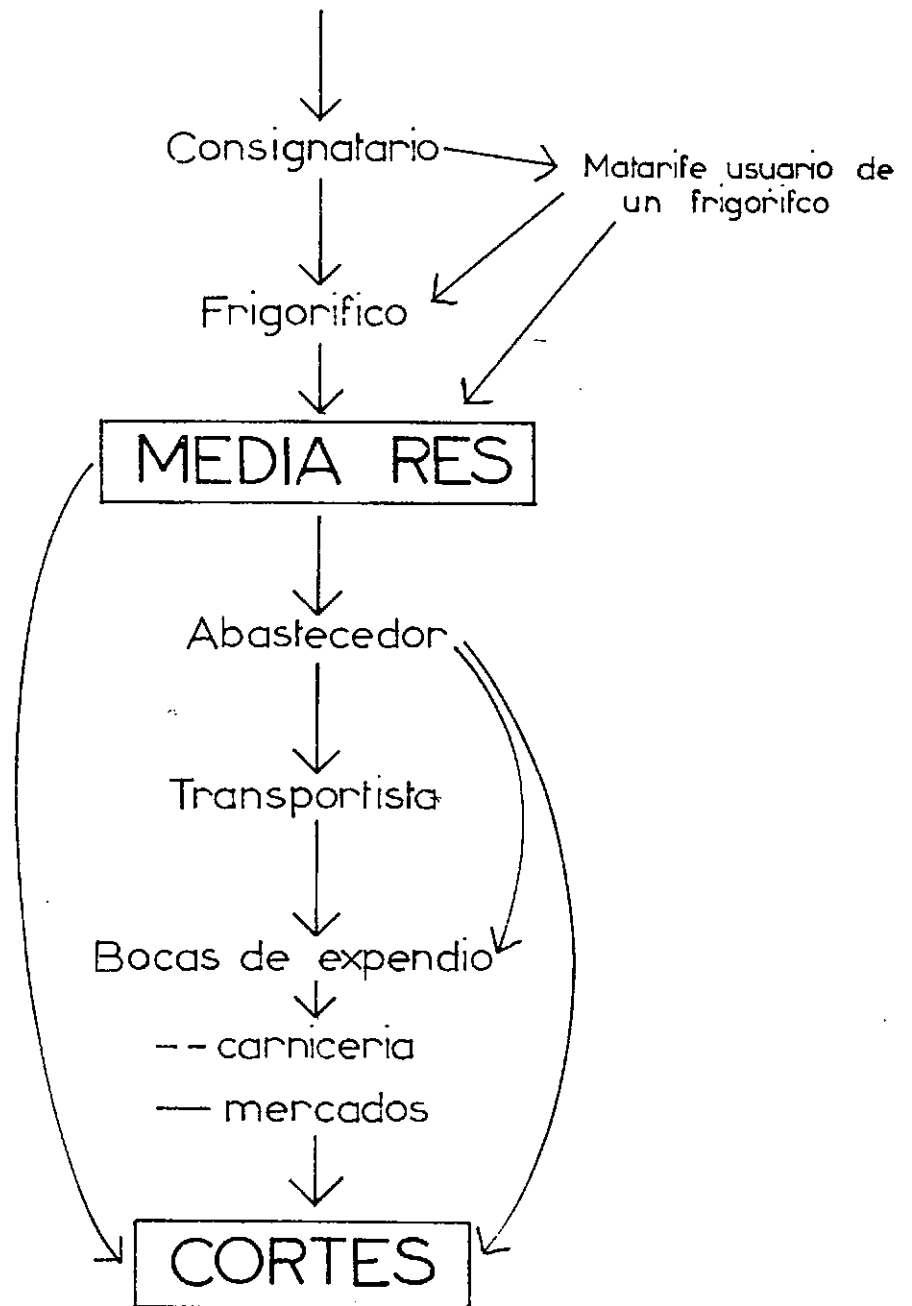 Consignatario
Matarife usuario de
un frigorifco
Frigorifico
MEDIA RES
Abastecedor
Transportista
Bocas de expendio
-- carniceria
— mercados
CORTES